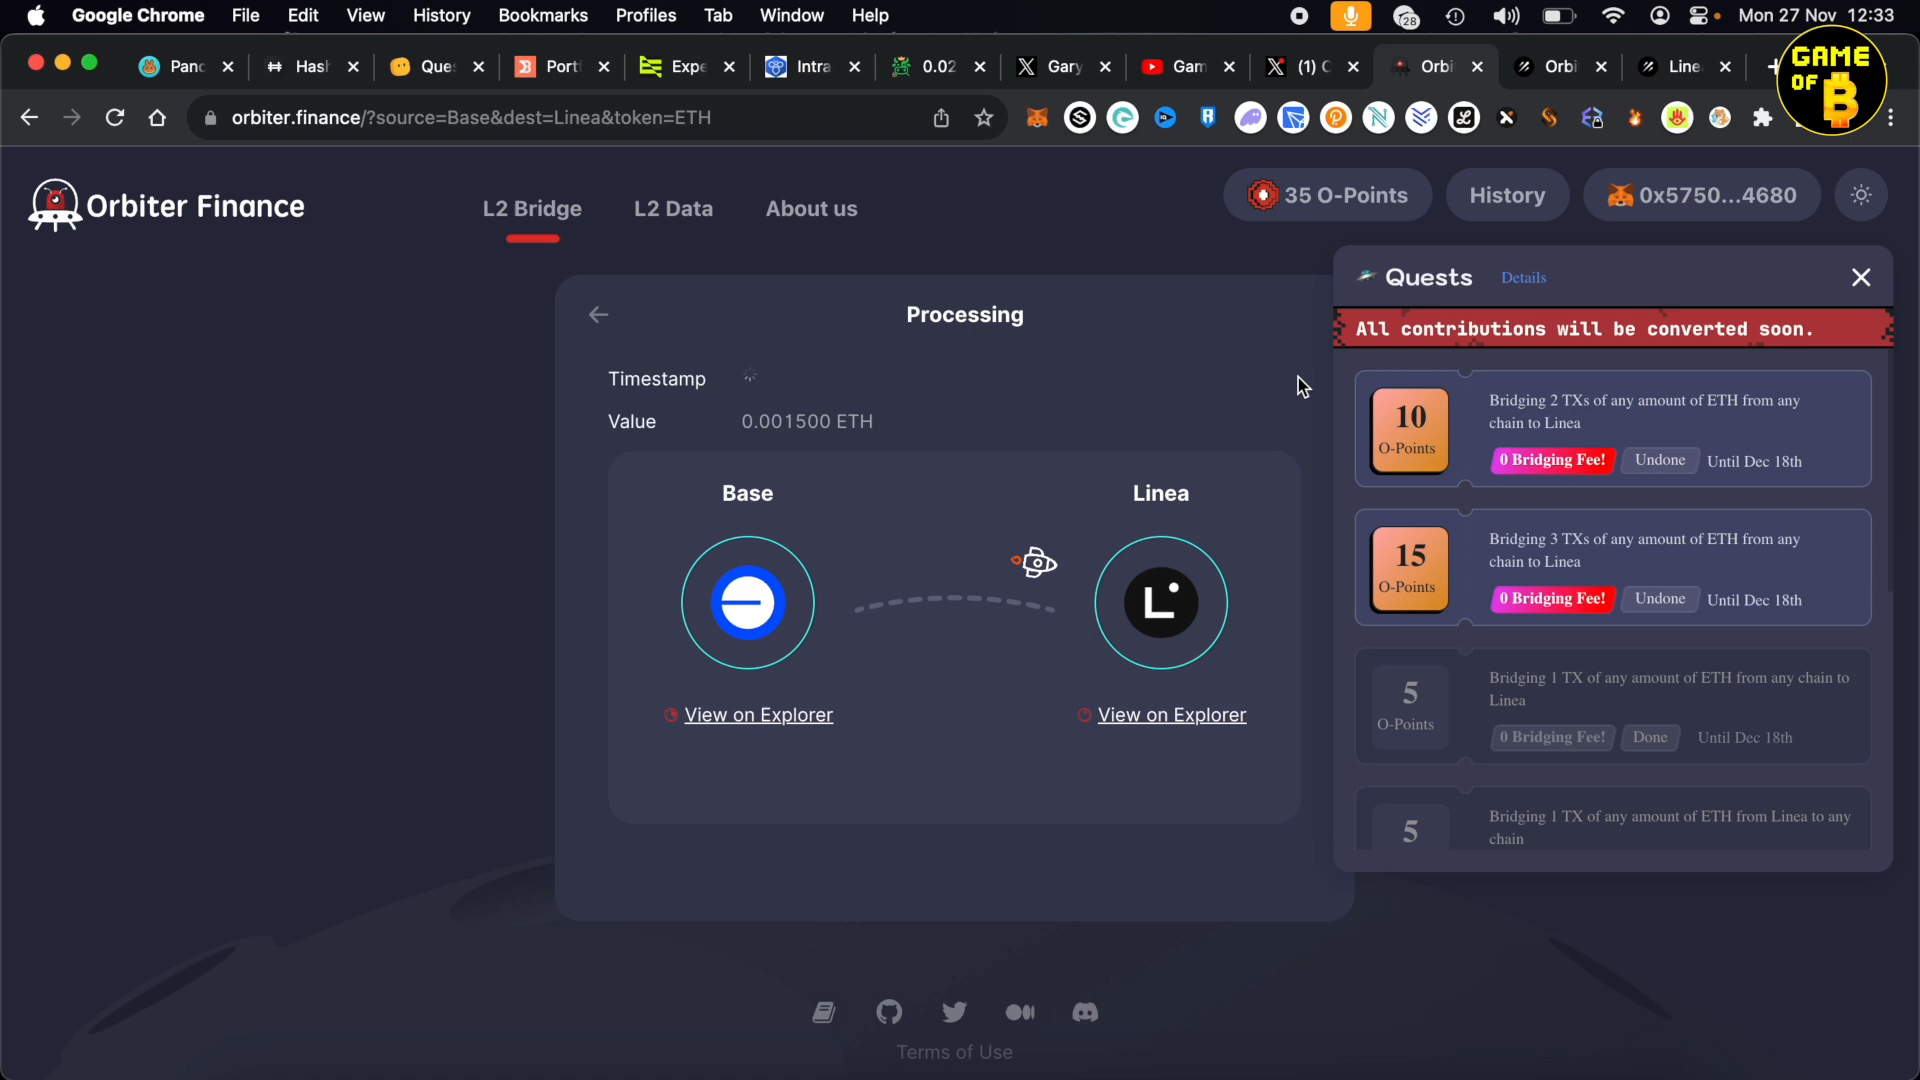 Google Chrome File Edit View History Bookmarks Profiles Tab Window Help 28 Mon 27 Nov 12:33
Panc Hash Ques Port Expe Intra 0.02 Gary Gam (1) Orbi Orbi Line
GAME OF B
orbiter.finance/?source=Base&dest=Linea&token=ETH
Orbiter Finance
L2 Bridge L2 Data About us
35 O-Points History 0x5750...4680
Quests Details
All contributions will be converted soon.
Processing
Timestamp
Value 0.001500 ETH
Base Linea
View on Explorer View on Explorer
10 O-Points
Bridging 2 TXs of any amount of ETH from any
chain to Linea
0 Bridging Fee! Undone Until Dec 18th
15 O-Points
Bridging 3 TXs of any amount of ETH from any
chain to Linea
0 Bridging Fee! Undone Until Dec 18th
5 O-Points
Bridging 1 TX of any amount of ETH from any chain to
Linea
0 Bridging Fee! Done Until Dec 18th
5
Bridging 1 TX of any amount of ETH from Linea to any
chain
Terms of Use